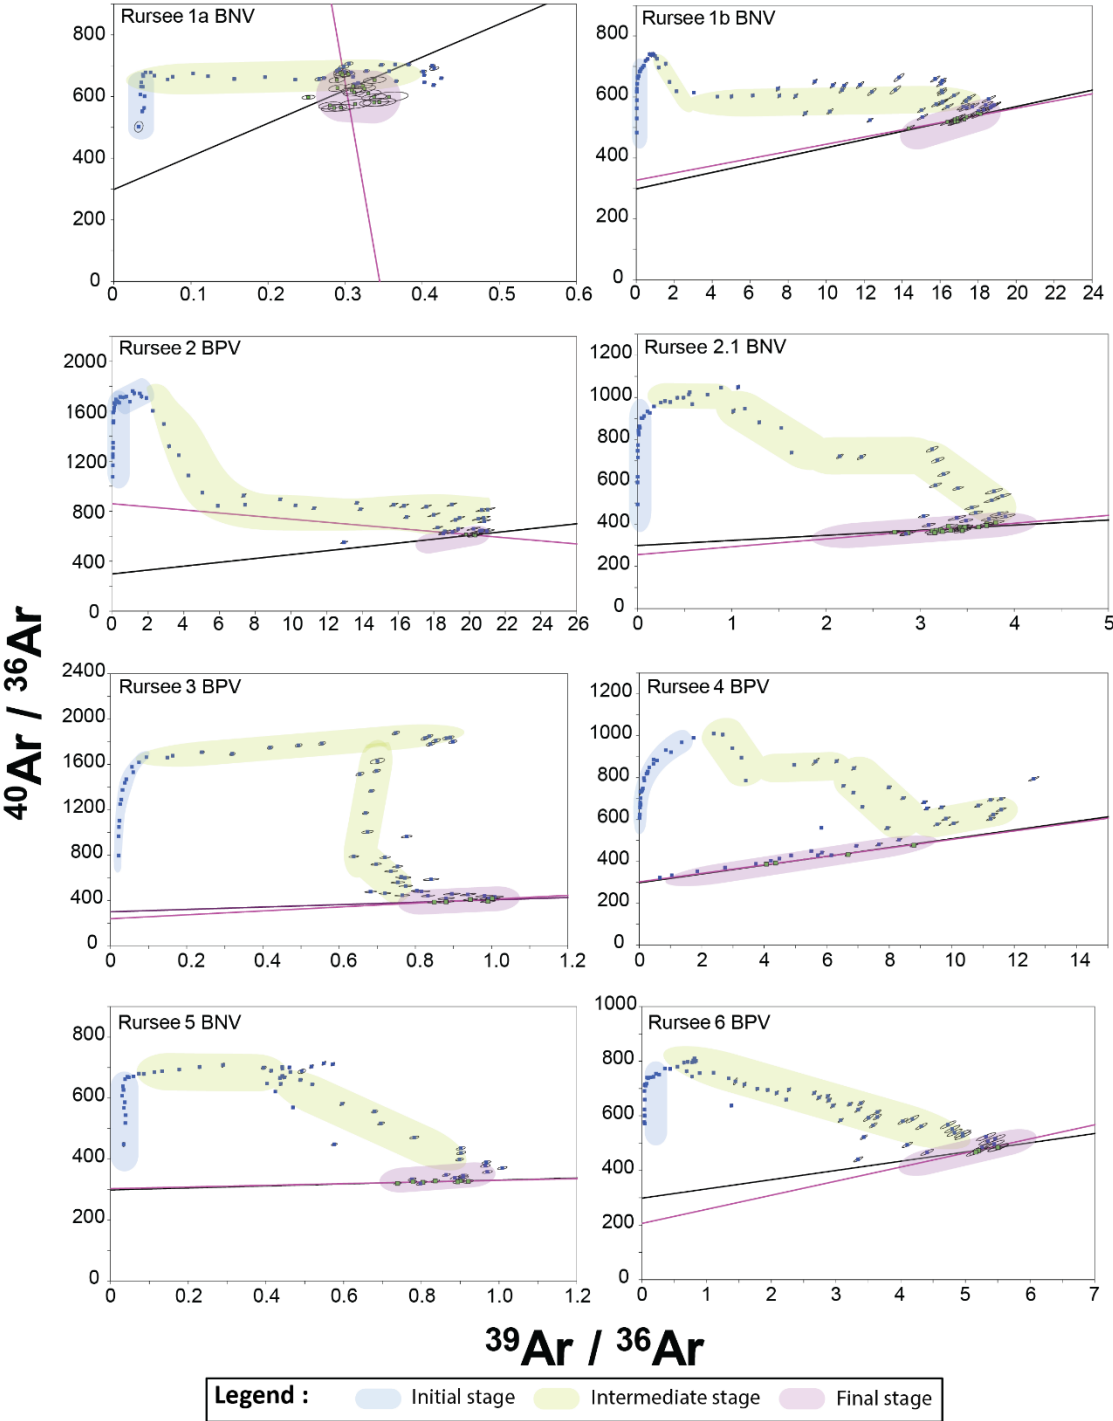 Rursee 1a BNV
800
600
400
200
0
0 0.1 0.2 0.3 0.4 0.5 0.6
Rursee 1b BNV
800
600
400
200
0
0 2 4 6 8 10 12 14 16 18 20 22 24
Rursee 2 BPV
2000
1600
1200
800
400
0
0 2 4 6 8 10 12 14 16 18 20 22 24 26
Rursee 2.1 BNV
1200
1000
800
600
400
200
0
0 1 2 3 4 5
Rursee 3 BPV
2400
2000
1600
1200
800
400
0
0 0.2 0.4 0.6 0.8 1.0 1.2
Rursee 4 BPV
1200
1000
800
600
400
200
0
0 2 4 6 8 10 12 14
Rursee 5 BNV
800
600
400
200
0
0 0.2 0.4 0.6 0.8 1.0 1.2
Rursee 6 BPV
1000
800
600
400
200
0
0 1 2 3 4 5 6 7
40Ar / 36Ar
39Ar / 36Ar
Legend : Initial stage Intermediate stage Final stage